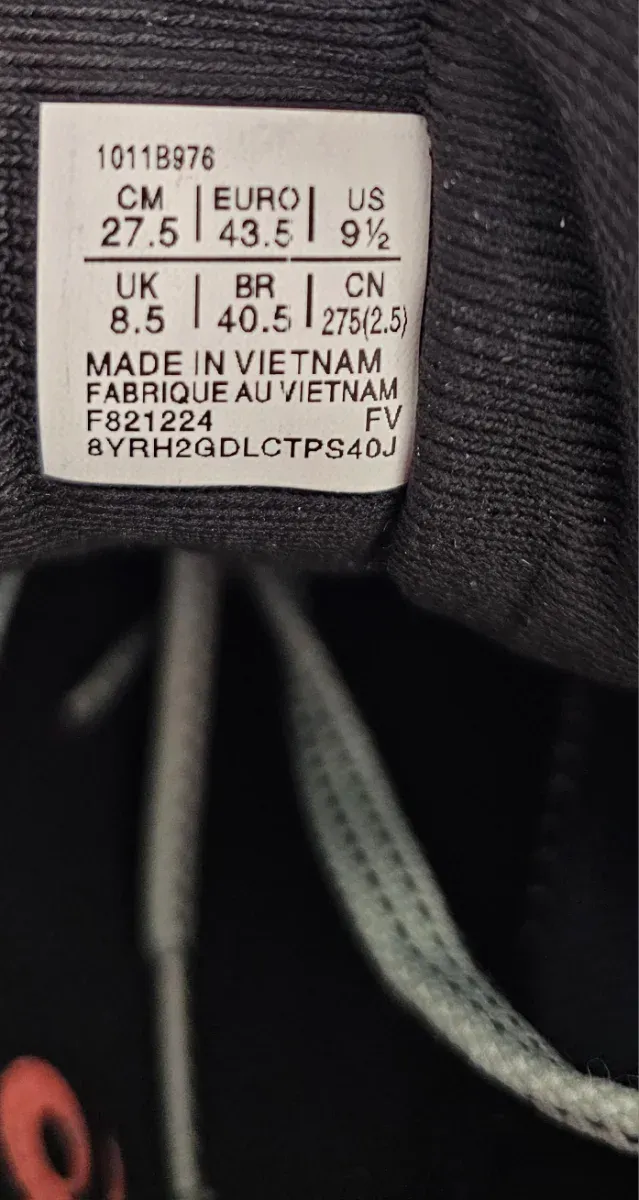 1011B976
CM | EURO | US
27.5 | 43.5 | 9½
UK | BR | CN
8.5 | 40.5 | 275(2.5)
MADE IN VIETNAM
FABRIQUE AU VIETNAM
F821224 FV
8YRH2GDLCTPS40J